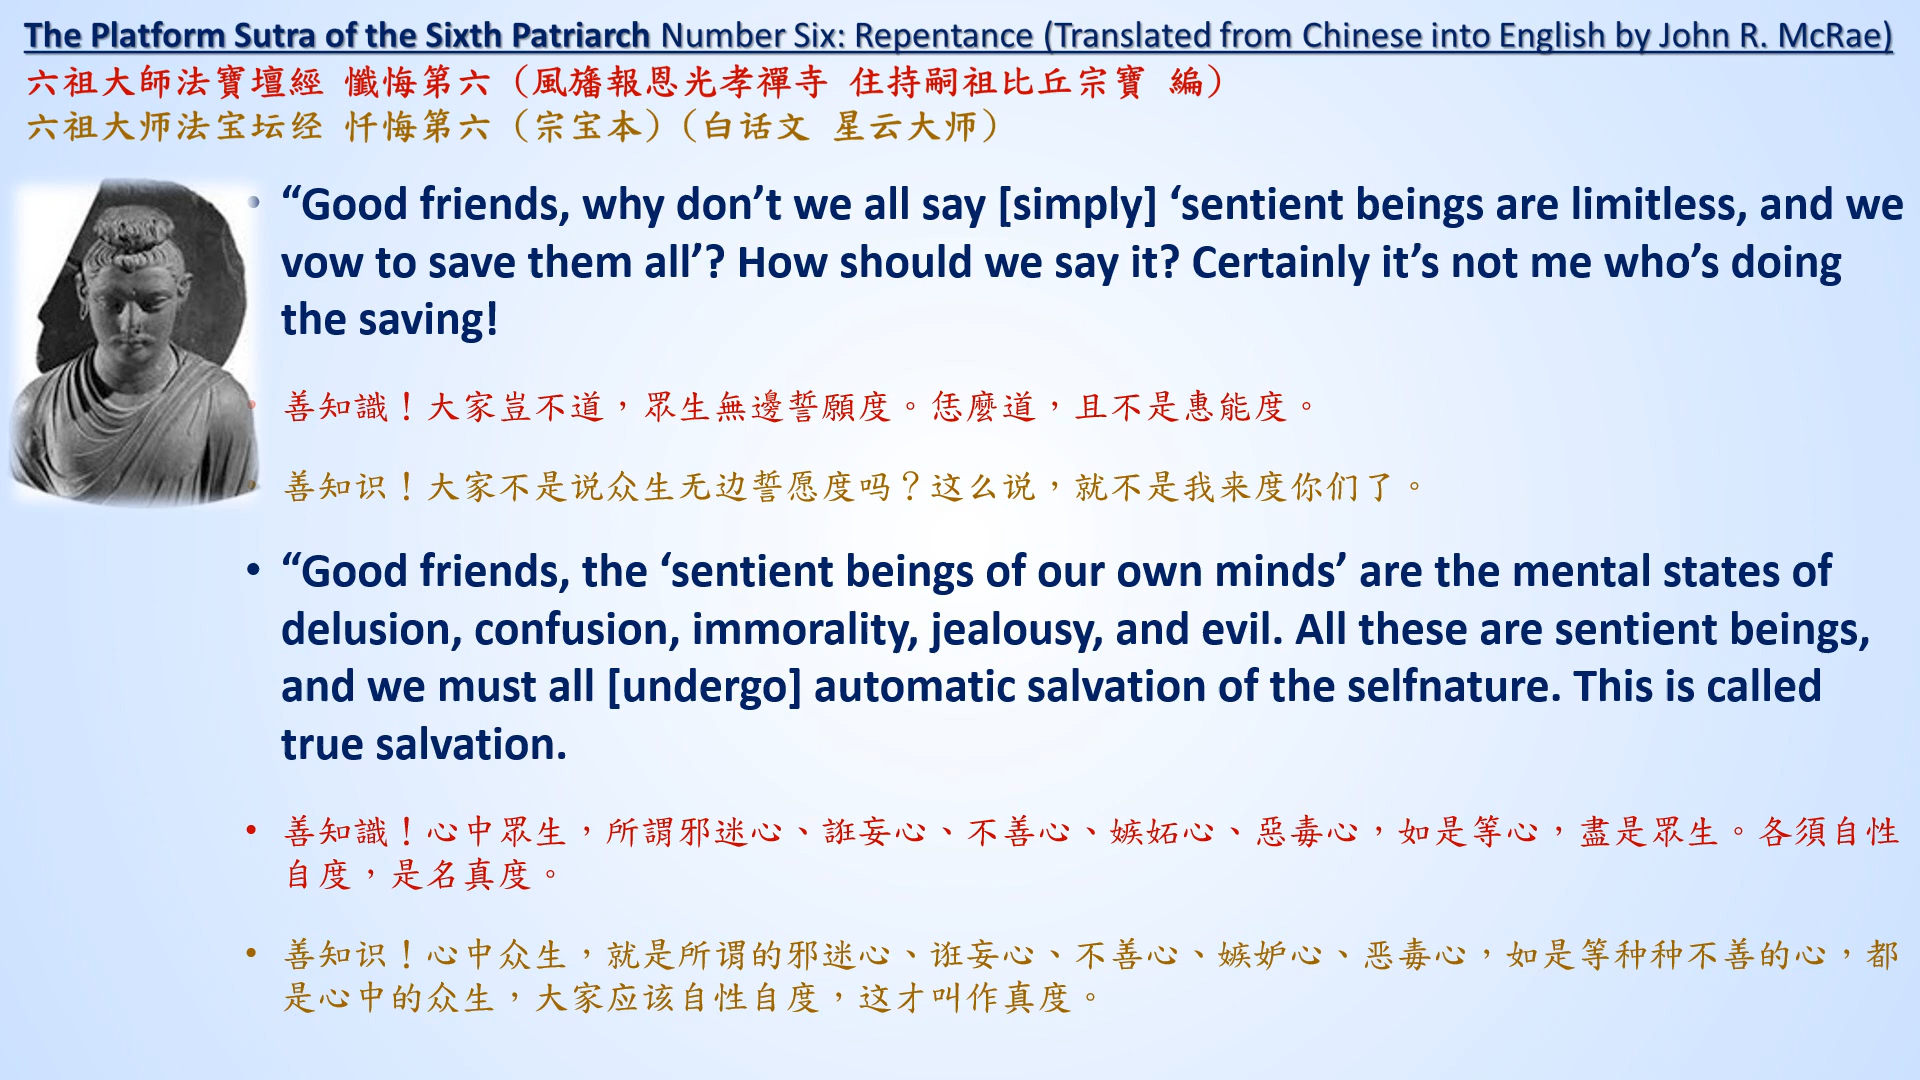 The Platform Sutra of the Sixth Patriarch Number Six: Repentance (Translated from Chinese into English by John R. McRae)
六祖大師法寶壇經 懺悔第六（風旛報恩光孝禪寺 住持嗣祖比丘宗寶 編）
六祖大师法宝坛经 忏悔第六（宗宝本）（白话文 星云大师）
• “Good friends, why don’t we all say [simply] ‘sentient beings are limitless, and we
vow to save them all’? How should we say it? Certainly it’s not me who’s doing
the saving!
• 善知識！大家豈不道，眾生無邊誓願度。恁麼道，且不是惠能度。
• 善知识！大家不是说众生无边誓愿度吗？这么说，就不是我来度你们了。
• “Good friends, the ‘sentient beings of our own minds’ are the mental states of
delusion, confusion, immorality, jealousy, and evil. All these are sentient beings,
and we must all [undergo] automatic salvation of the selfnature. This is called
true salvation.
• 善知識！心中眾生，所謂邪迷心、誑妄心、不善心、嫉妬心、惡毒心，如是等心，盡是眾生。各須自性
自度，是名真度。
• 善知识！心中众生，就是所谓的邪迷心、诳妄心、不善心、嫉妒心、恶毒心，如是等种种不善的心，都
是心中的众生，大家应该自性自度，这才叫作真度。